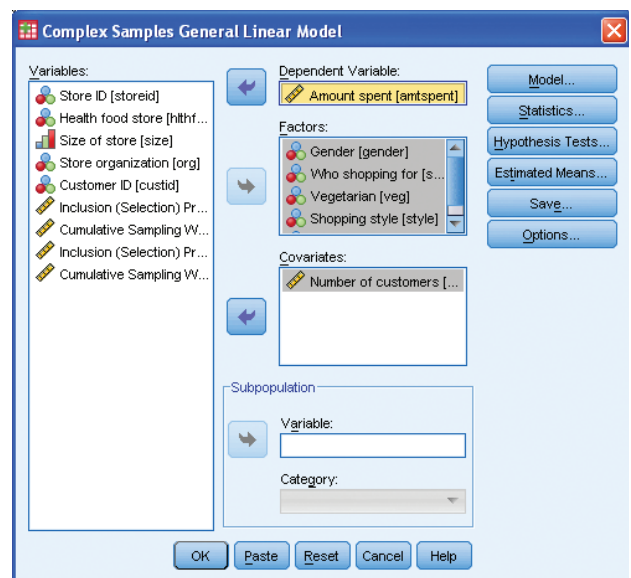 Complex Samples General Linear Model
Variables:
Store ID [storeid]
Health food store [hlthf...
Size of store [size]
Store organization [org]
Customer ID [custid]
Inclusion (Selection) Pr...
Cumulative Sampling W...
Inclusion (Selection) Pr...
Cumulative Sampling W...
Dependent Variable:
Amount spent [amtspent]
Factors:
Gender [gender]
Who shopping for [s...
Vegetarian [veg]
Shopping style [style]
Covariates:
Number of customers [...
Subpopulation
Variable:
Category:
Model...
Statistics...
Hypothesis Tests...
Estimated Means...
Save...
Options...
OK Paste Reset Cancel Help